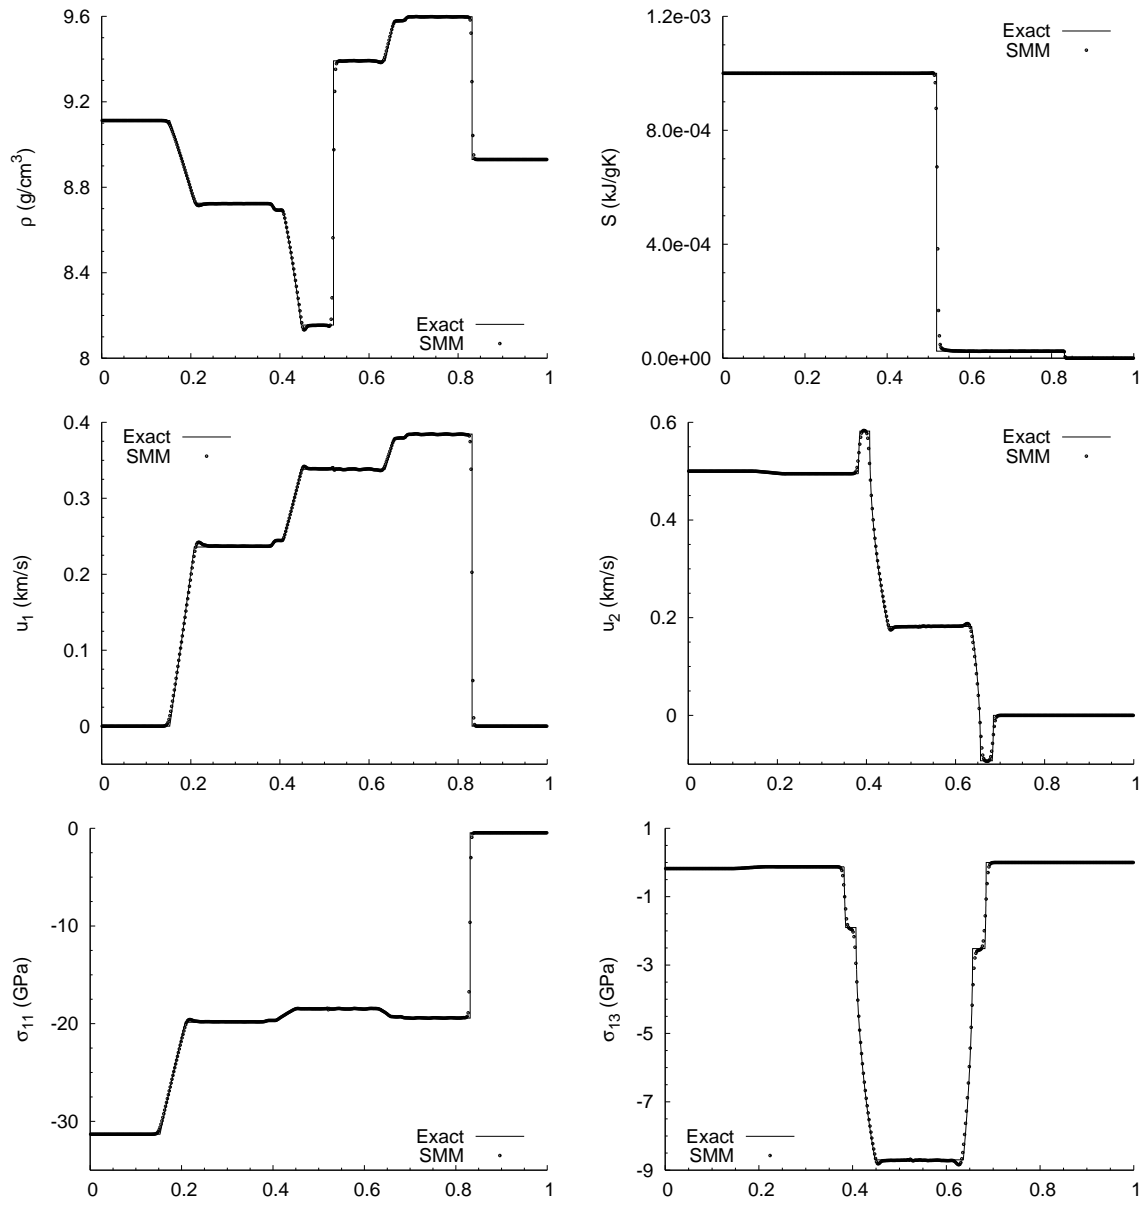 9.6
9.2
8.8
8.4
8
0 0.2 0.4 0.6 0.8 1
ρ (g/cm3)
Exact
SMM
1.2e-03
8.0e-04
4.0e-04
0.0e+00
0 0.2 0.4 0.6 0.8 1
S (kJ/gK)
Exact
SMM
0.4
0.3
0.2
0.1
0
0 0.2 0.4 0.6 0.8 1
u1 (km/s)
Exact
SMM
0.6
0.4
0.2
0
0 0.2 0.4 0.6 0.8 1
u2 (km/s)
Exact
SMM
0
-10
-20
-30
0 0.2 0.4 0.6 0.8 1
σ11 (GPa)
Exact
SMM
1
-1
-3
-5
-7
-9
0 0.2 0.4 0.6 0.8 1
σ13 (GPa)
Exact
SMM